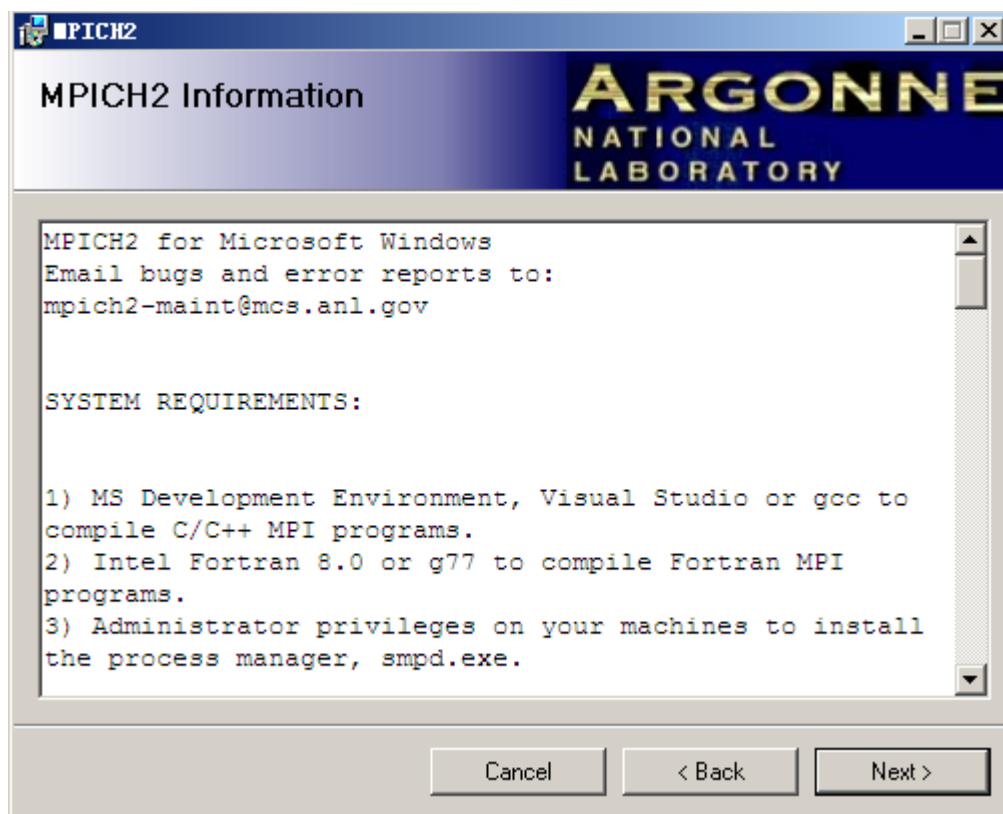 MPICH2
MPICH2 Information
ARGONNE
NATIONAL
LABORATORY
MPICH2 for Microsoft Windows
Email bugs and error reports to:
mpich2-maint@mcs.anl.gov
SYSTEM REQUIREMENTS:
1) MS Development Environment, Visual Studio or gcc to
compile C/C++ MPI programs.
2) Intel Fortran 8.0 or g77 to compile Fortran MPI
programs.
3) Administrator privileges on your machines to install
the process manager, smpd.exe.
Cancel
< Back
Next >